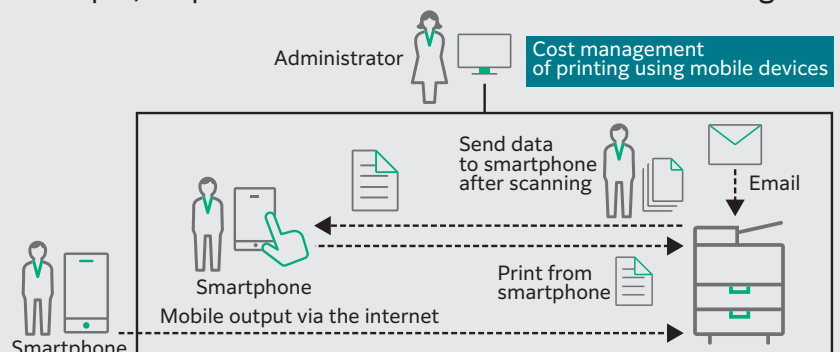 Administrator
Cost management
of printing using mobile devices
Send data
to smartphone
after scanning
Email
Smartphone
Print from
smartphone
Mobile output via the internet
Smartphone